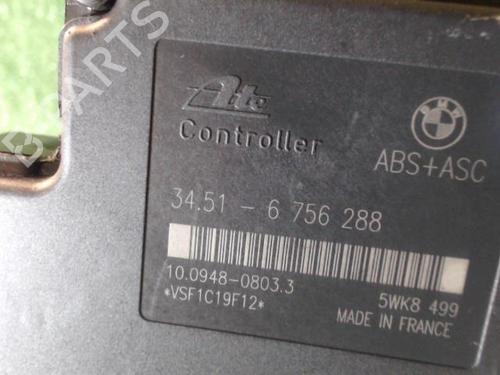 PARTS
Ate
BMW
Controller
ABS+ASC
34.51 - 6 756 288
10.0948-0803.3
5WK8 499
*VSF1C19F12*
MADE IN FRANCE